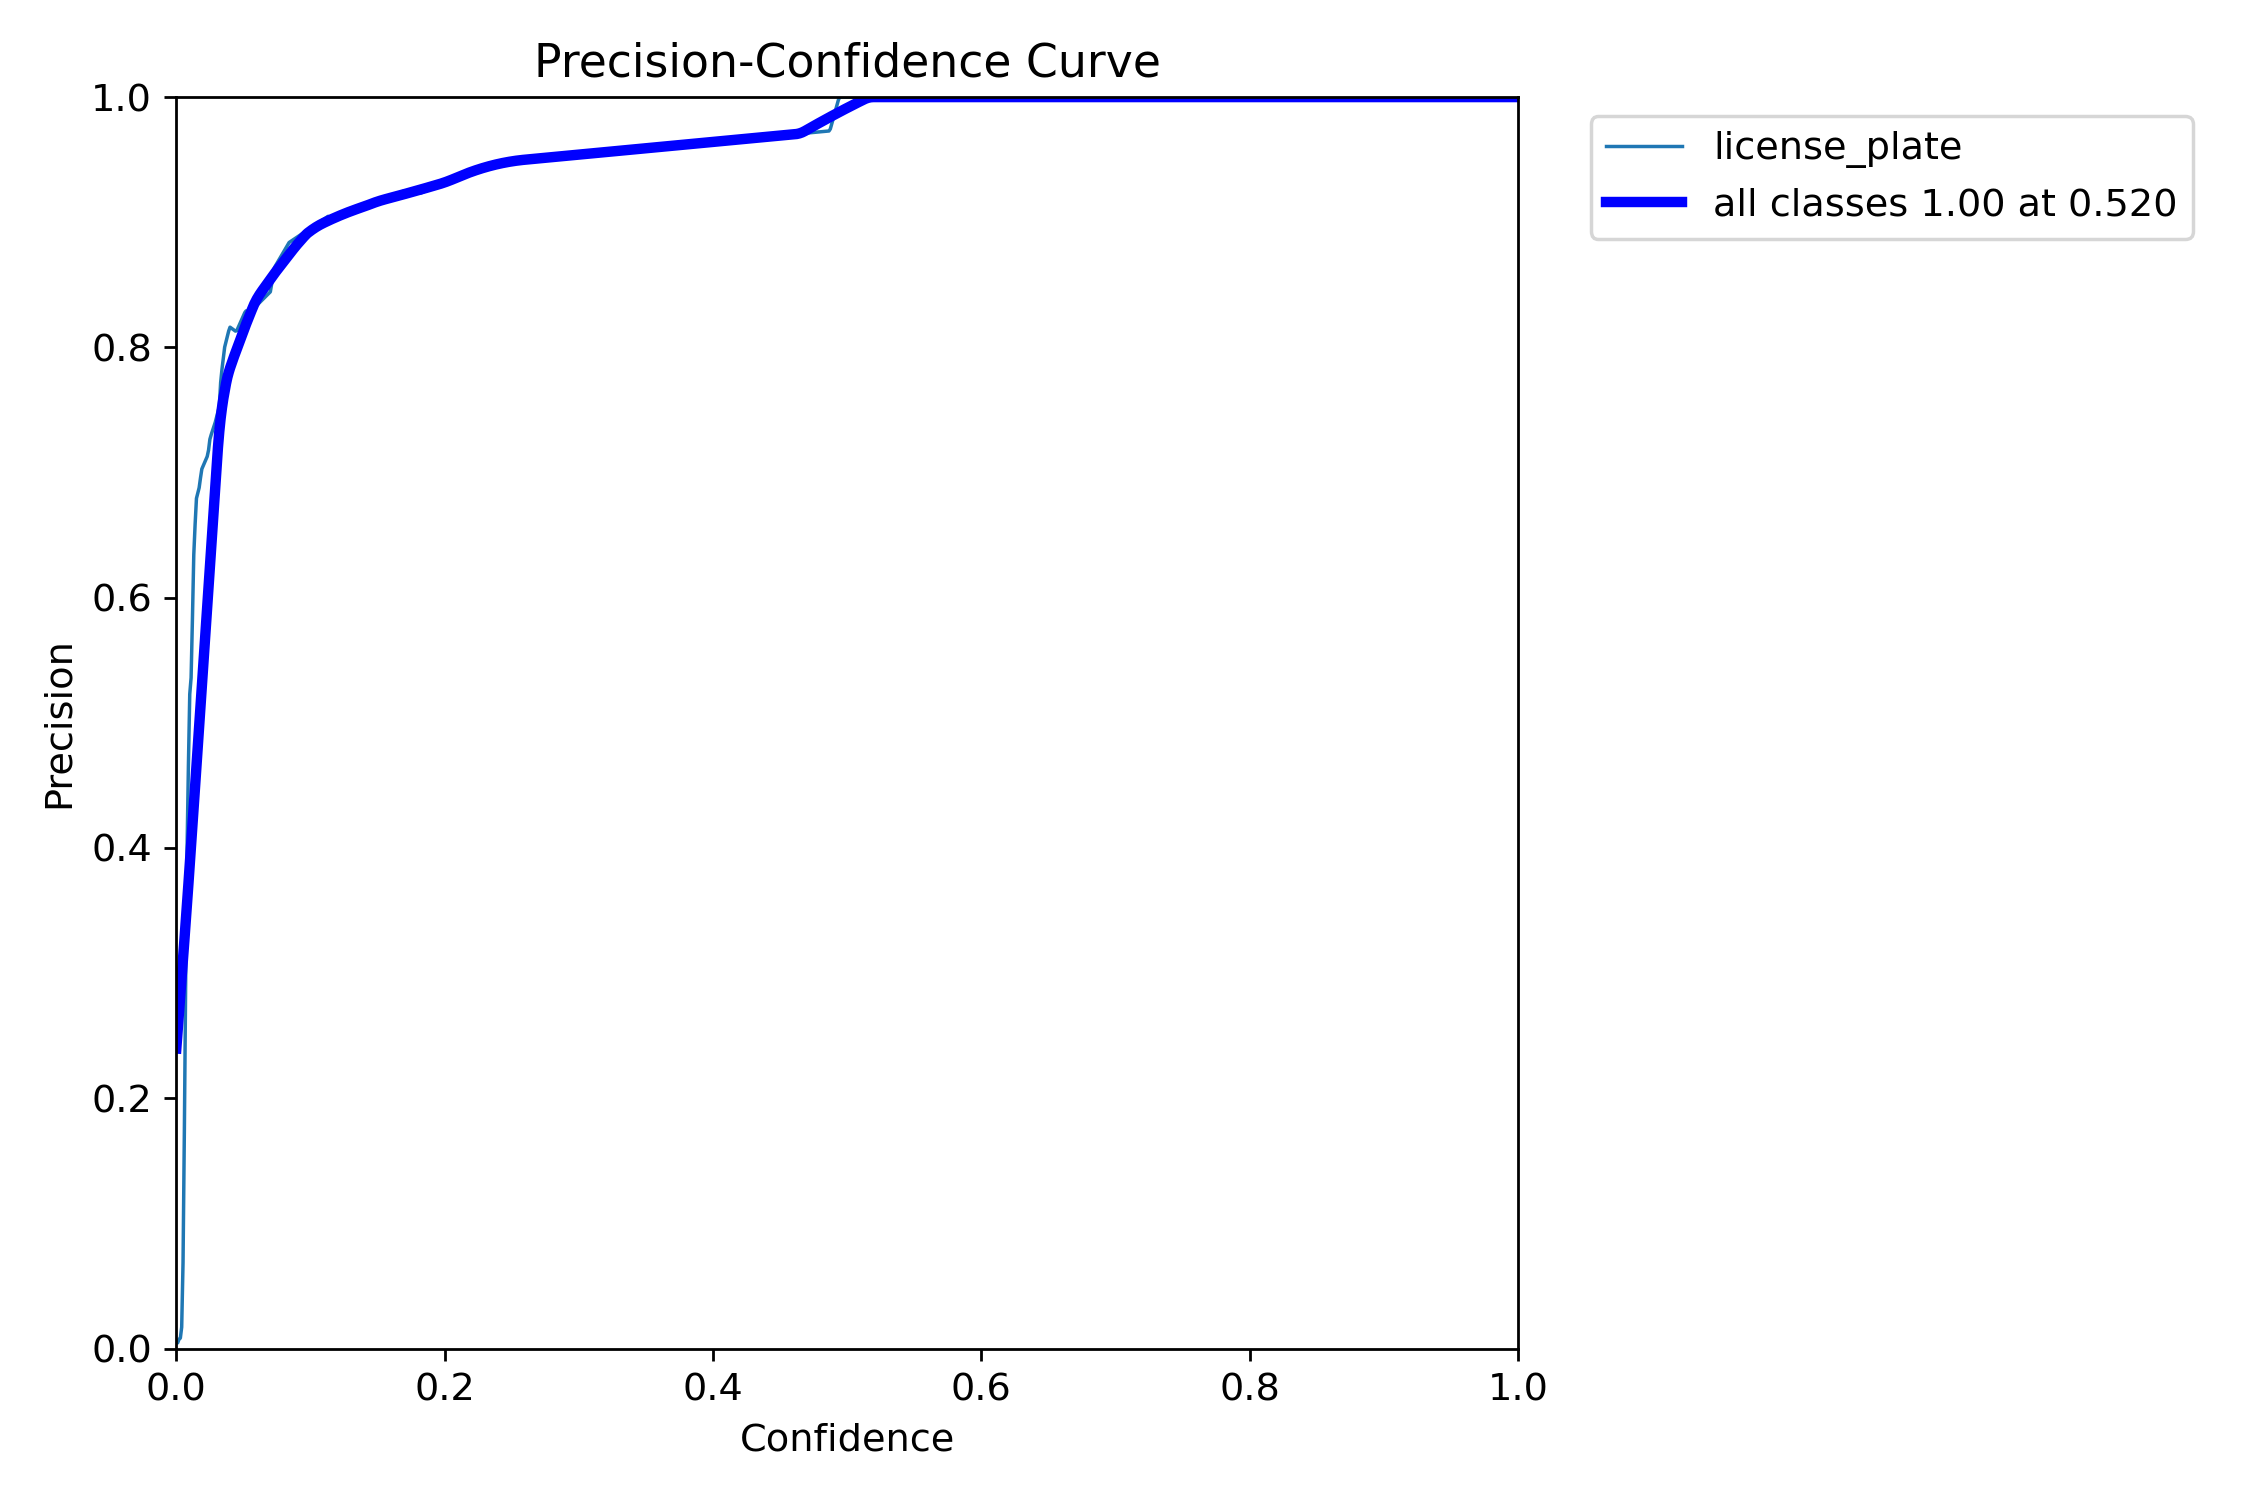 Precision-Confidence Curve
1.0
0.8
0.6
0.4
0.2
0.0
Precision
0.0 0.2 0.4 0.6 0.8 1.0
Confidence
license_plate
all classes 1.00 at 0.520